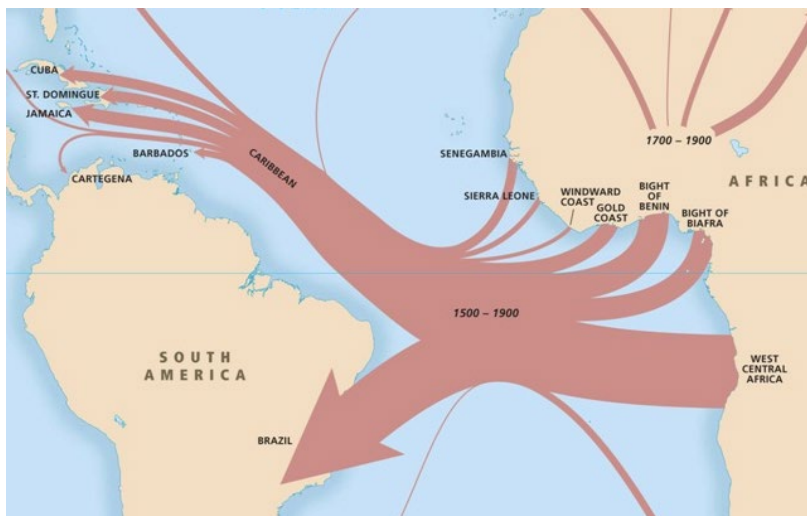 CUBA
ST. DOMINGUE
JAMAICA
BARBADOS
CARTEGENA
CARIBBEAN
SENEGAMBIA
SIERRA LEONE
WINDWARD
COAST
GOLD
COAST
BIGHT
OF
BENIN
BIGHT OF
BIAFRA
1700 – 1900
AFRICA
1500 – 1900
WEST
CENTRAL
AFRICA
SOUTH
AMERICA
BRAZIL